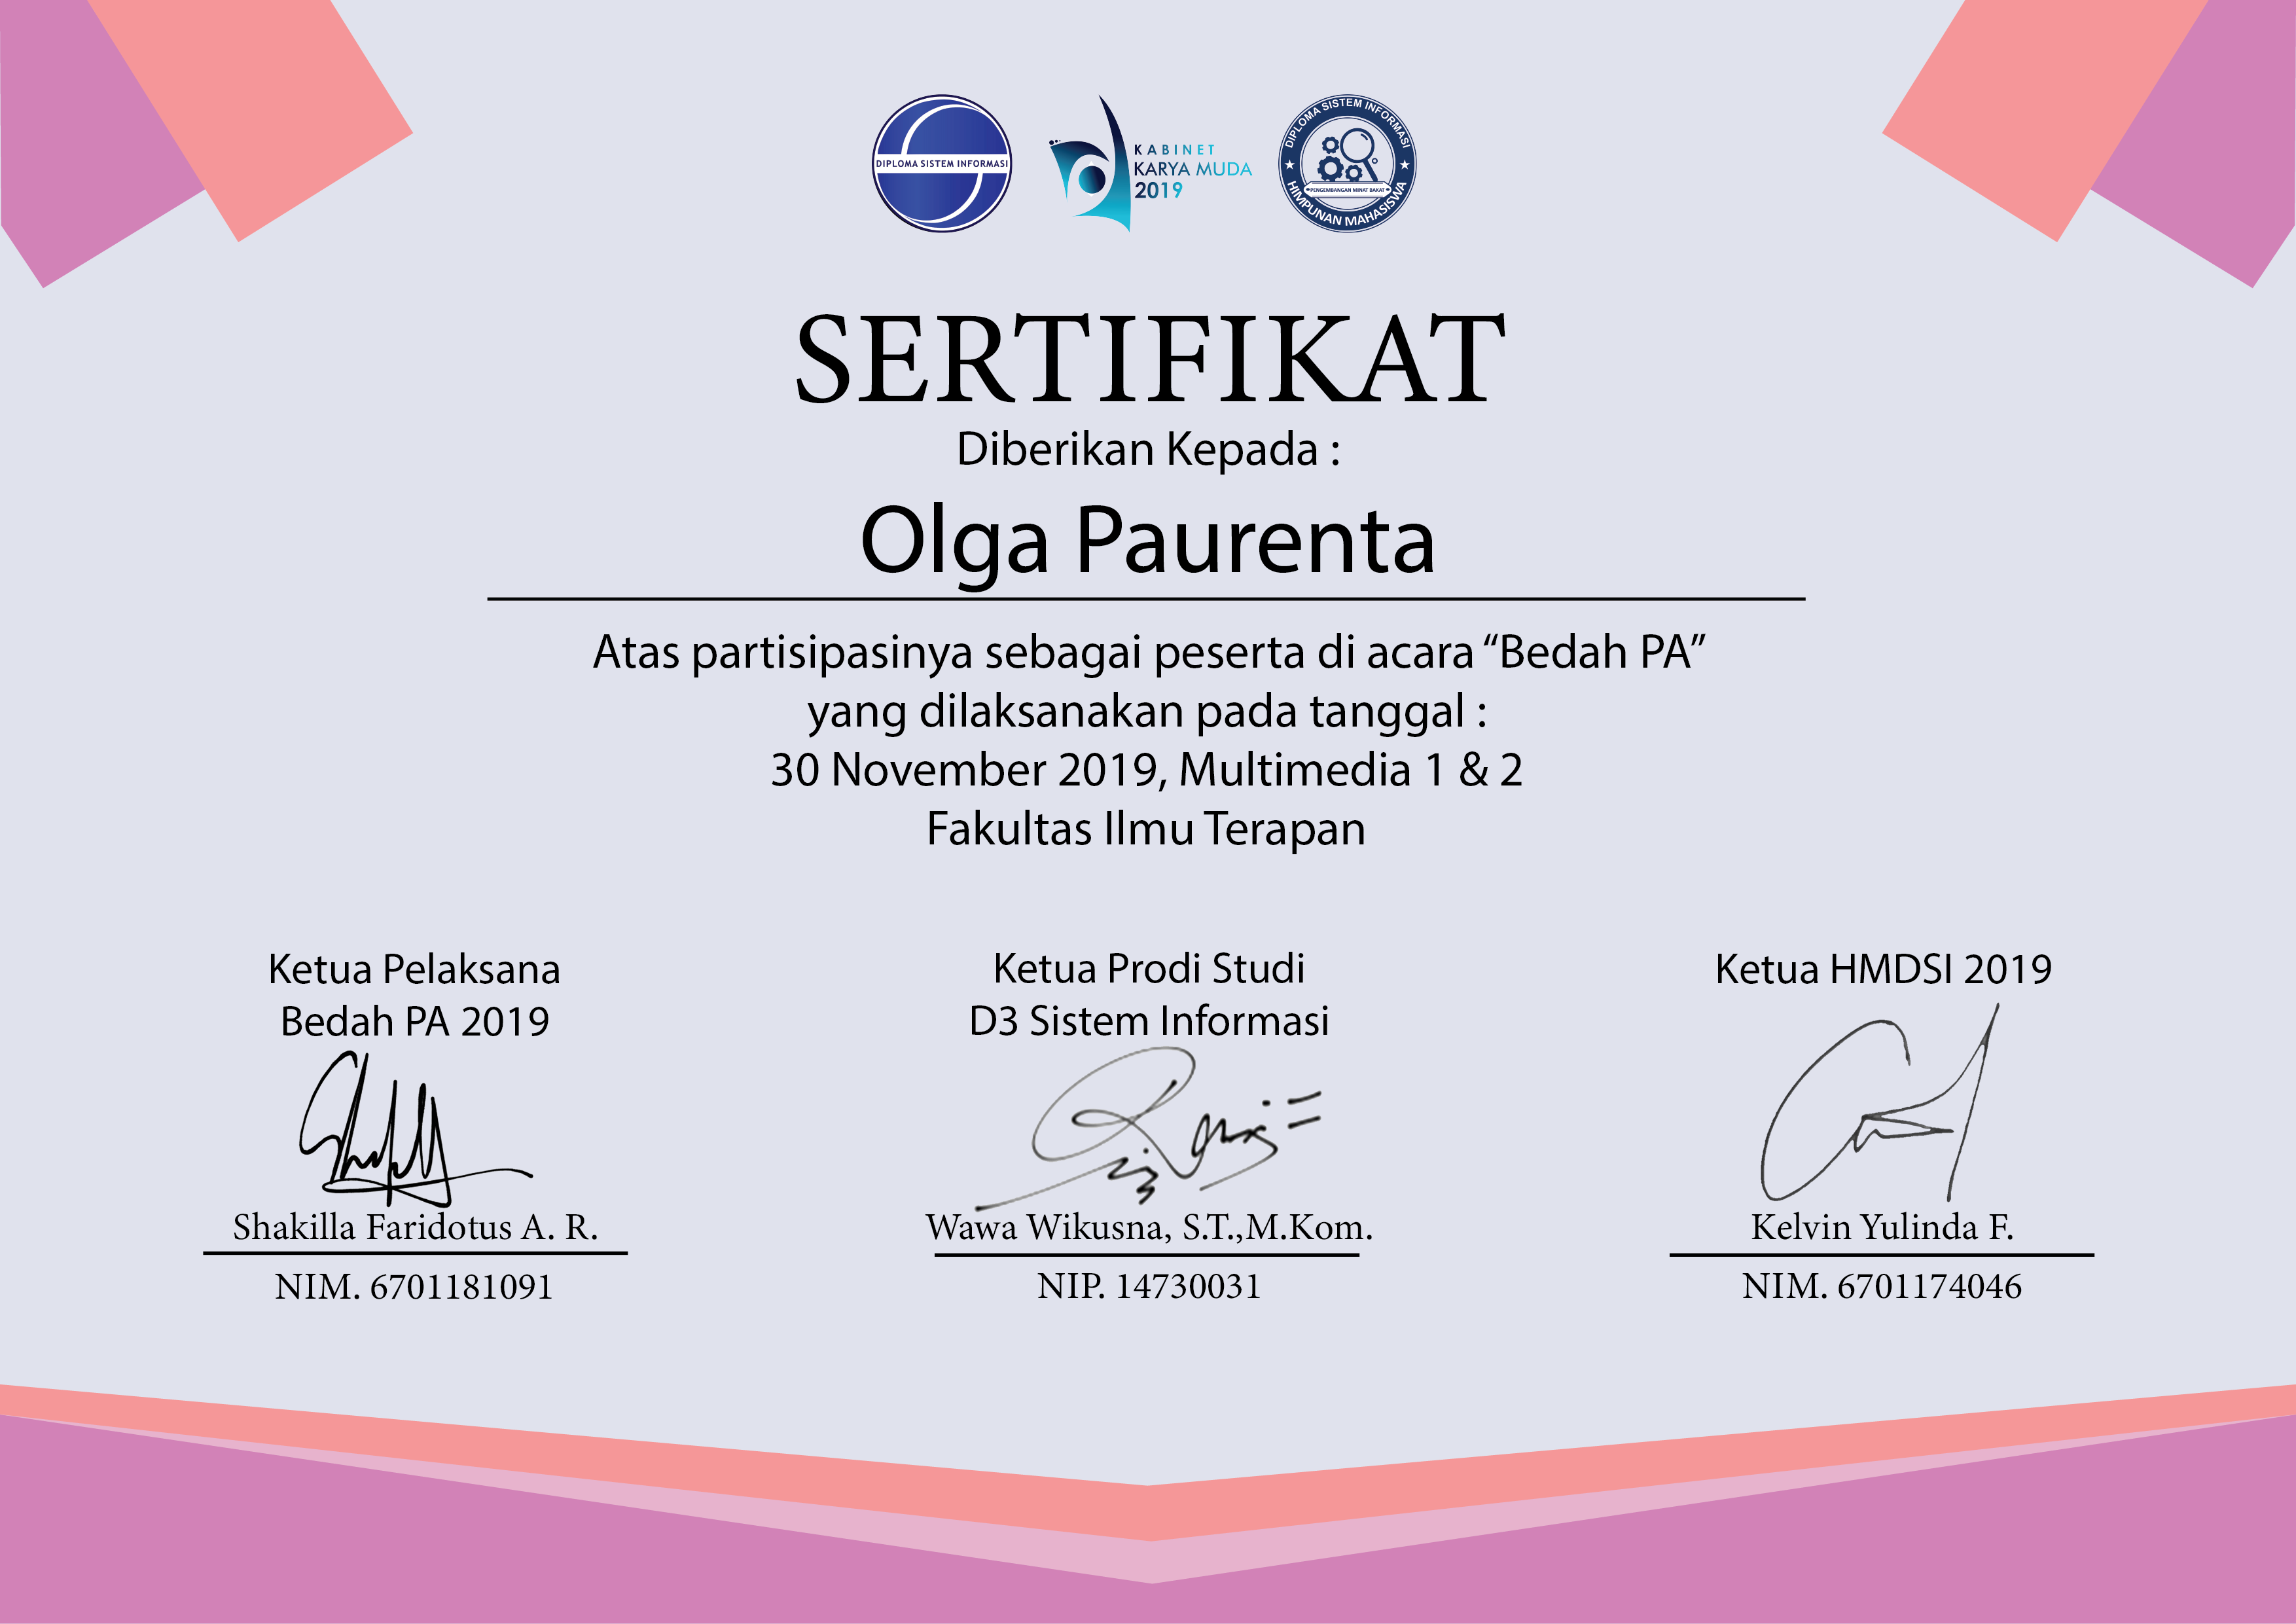 DIPLOMA SISTEM INFORMASI
KABINET
KARYA MUDA
2019
DIPLOMA SISTEM INFORMASI
PENGEMBANGAN MINAT BAKAT
HIMPUNAN MAHASISWA
SERTIFIKAT
Diberikan Kepada :
Olga Paurenta
Atas partisipasinya sebagai peserta di acara “Bedah PA”
yang dilaksanakan pada tanggal :
30 November 2019, Multimedia 1 & 2
Fakultas Ilmu Terapan
Ketua Pelaksana
Bedah PA 2019
Shakilla Faridotus A. R.
NIM. 6701181091
Ketua Prodi Studi
D3 Sistem Informasi
Wawa Wikusna, S.T.,M.Kom.
NIP. 14730031
Ketua HMDSI 2019
Kelvin Yulinda F.
NIM. 6701174046